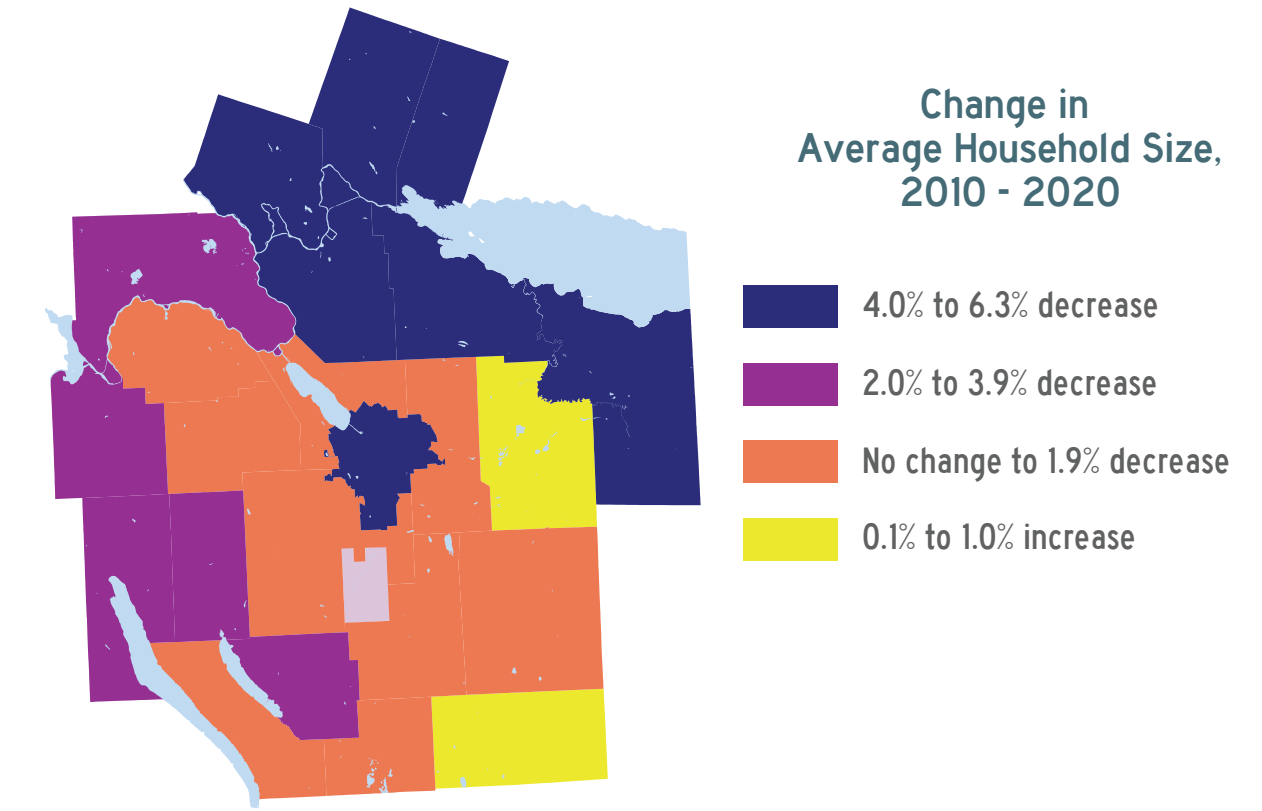 Change in
Average Household Size,
2010 - 2020
4.0% to 6.3% decrease
2.0% to 3.9% decrease
No change to 1.9% decrease
0.1% to 1.0% increase